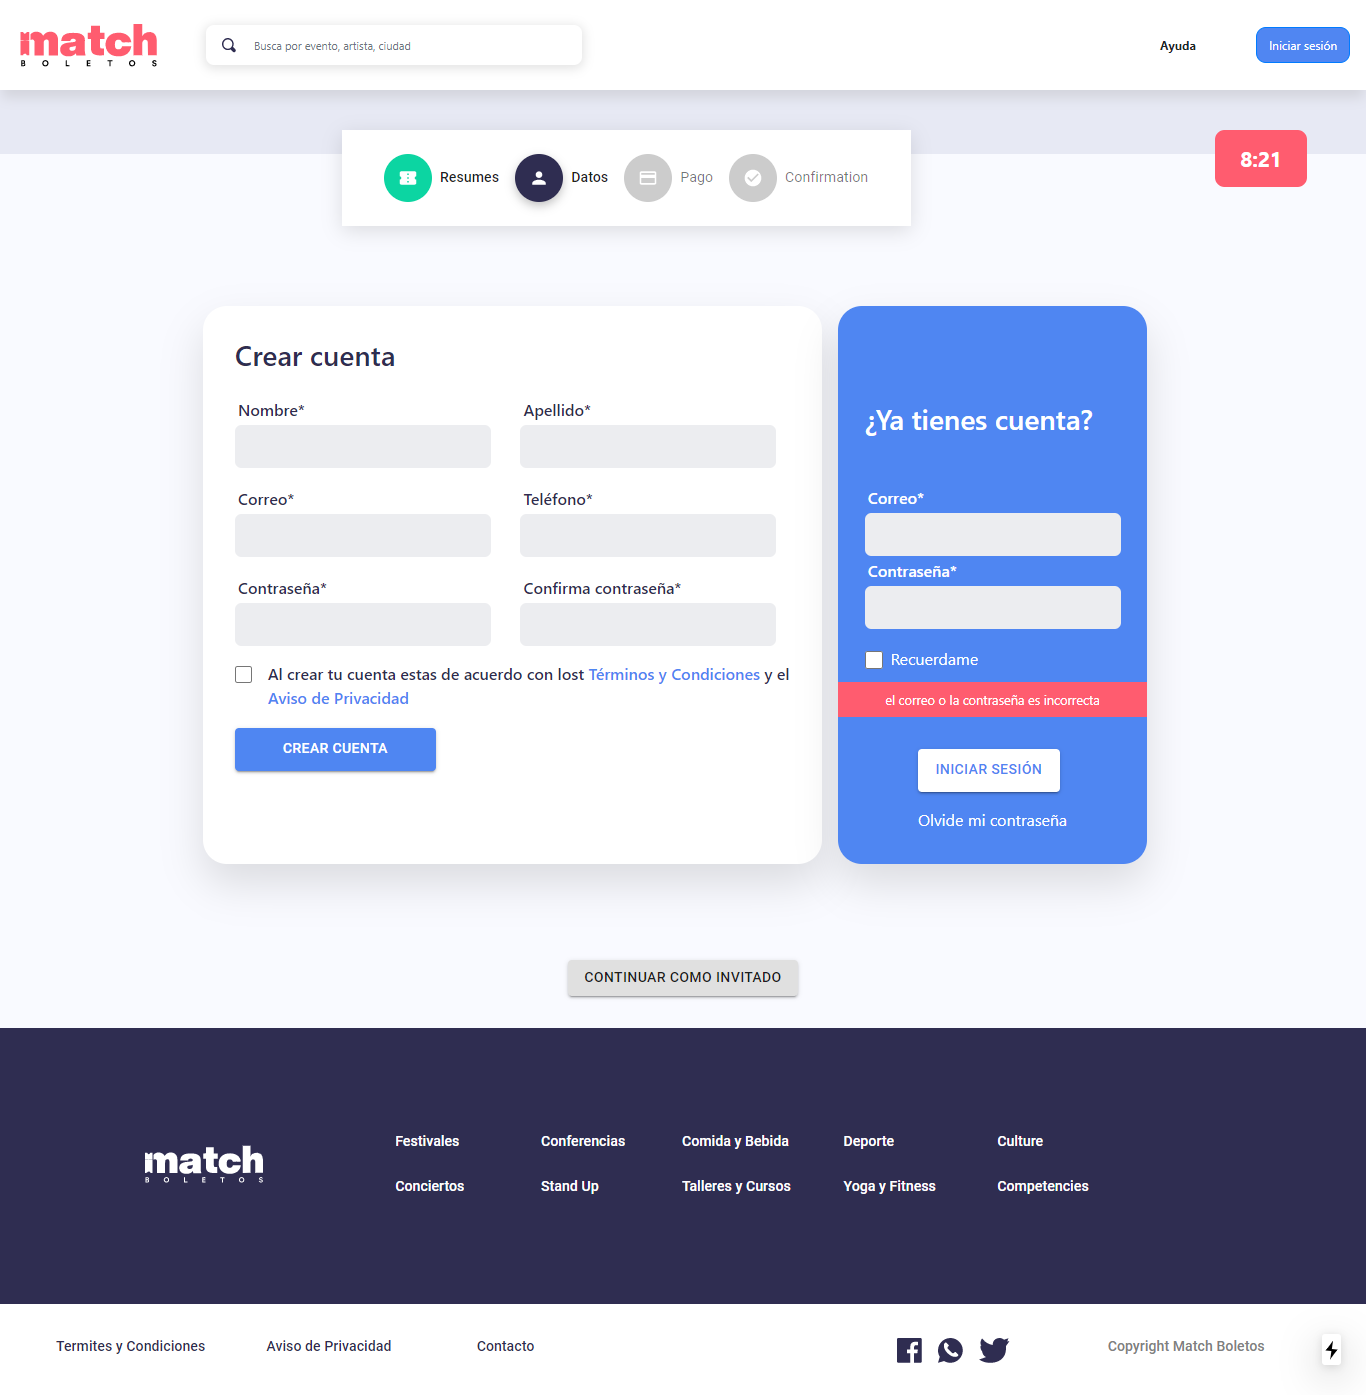 match
BOLETOS
Busca por evento, artista, ciudad
Ayuda
Iniciar sesión
Resumes
Datos
Pago
Confirmation
8:21
Crear cuenta
Nombre*
Apellido*
Correo*
Teléfono*
Contraseña*
Confirma contraseña*
Al crear tu cuenta estas de acuerdo con lost Términos y Condiciones y el
Aviso de Privacidad
CREAR CUENTA
¿Ya tienes cuenta?
Correo*
Contraseña*
Recuerdame
el correo o la contraseña es incorrecta
INICIAR SESIÓN
Olvide mi contraseña
CONTINUAR COMO INVITADO
match
BOLETOS
Festivales
Conferencias
Comida y Bebida
Deporte
Culture
Conciertos
Stand Up
Talleres y Cursos
Yoga y Fitness
Competencies
Termites y Condiciones
Aviso de Privacidad
Contacto
Copyright Match Boletos